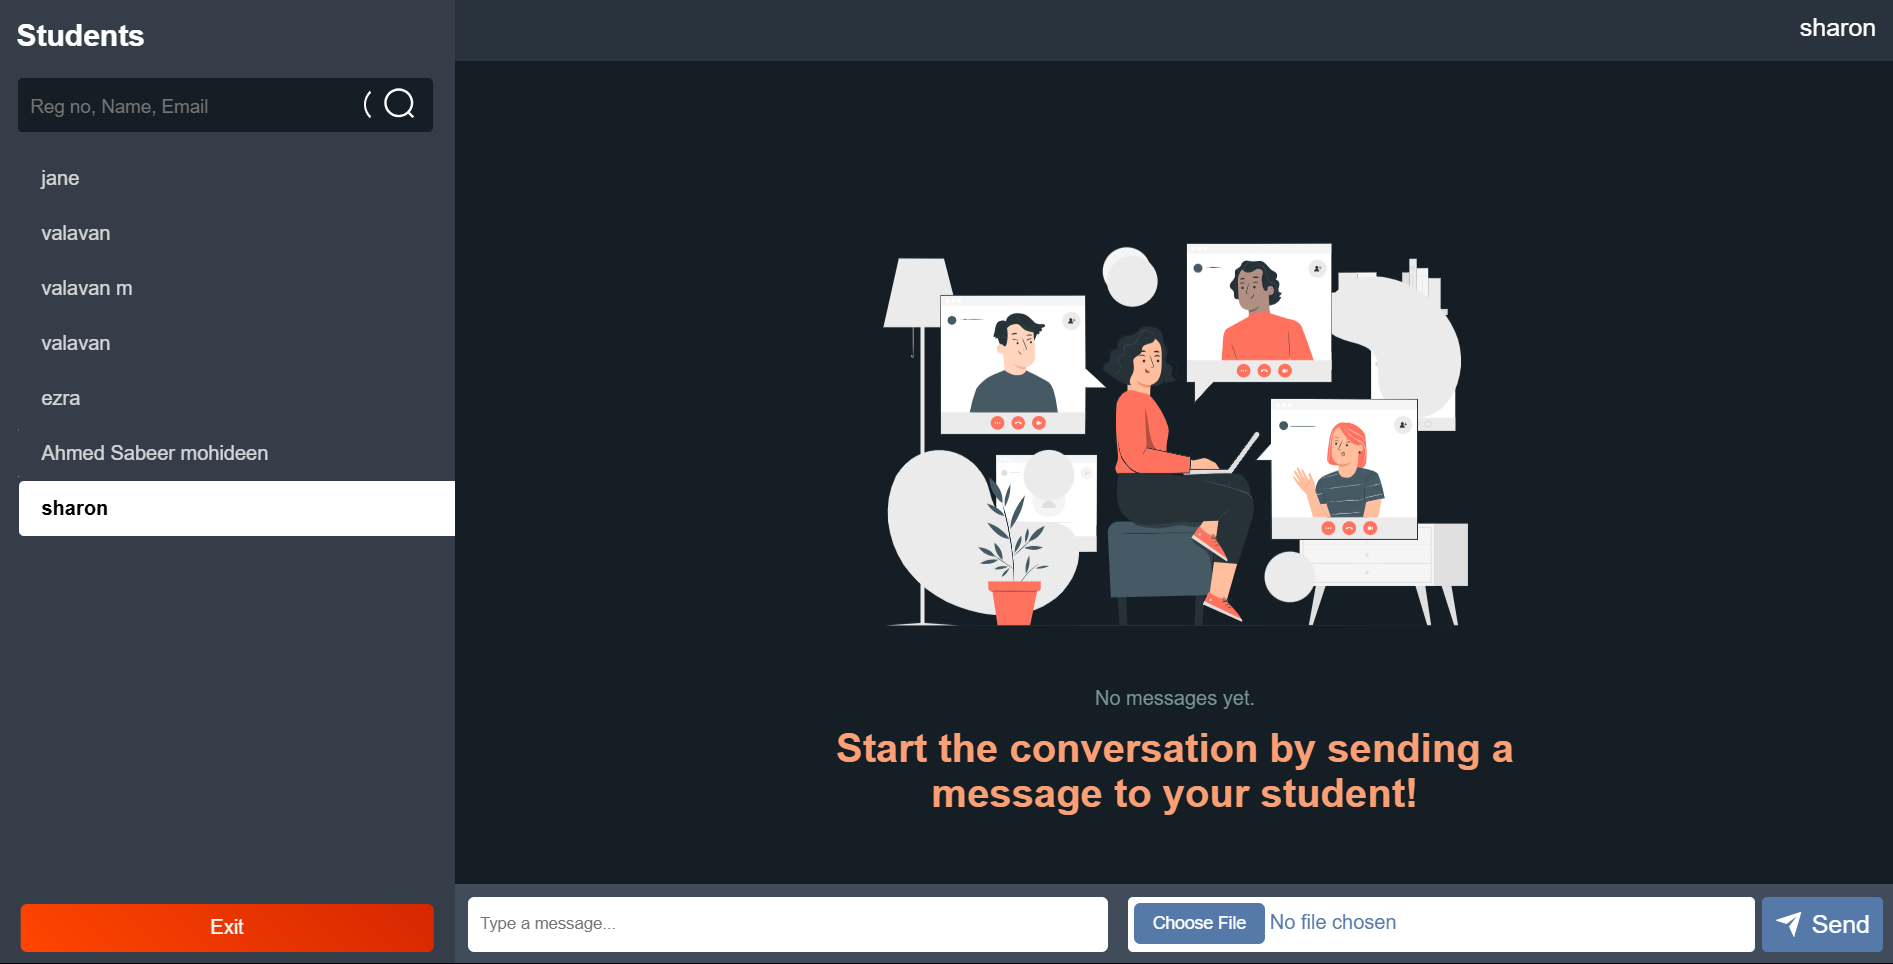 Students
sharon
Reg no, Name, Email
jane
valavan
valavan m
valavan
ezra
Ahmed Sabeer mohideen
sharon
No messages yet.
Start the conversation by sending a
message to your student!
Exit
Type a message...
Choose File No file chosen
Send